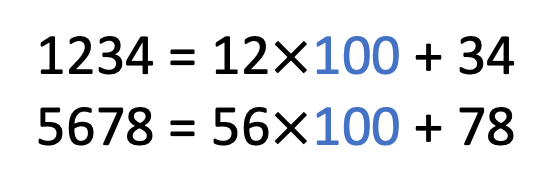 1234 = 12×100 + 34
5678 = 56×100 + 78